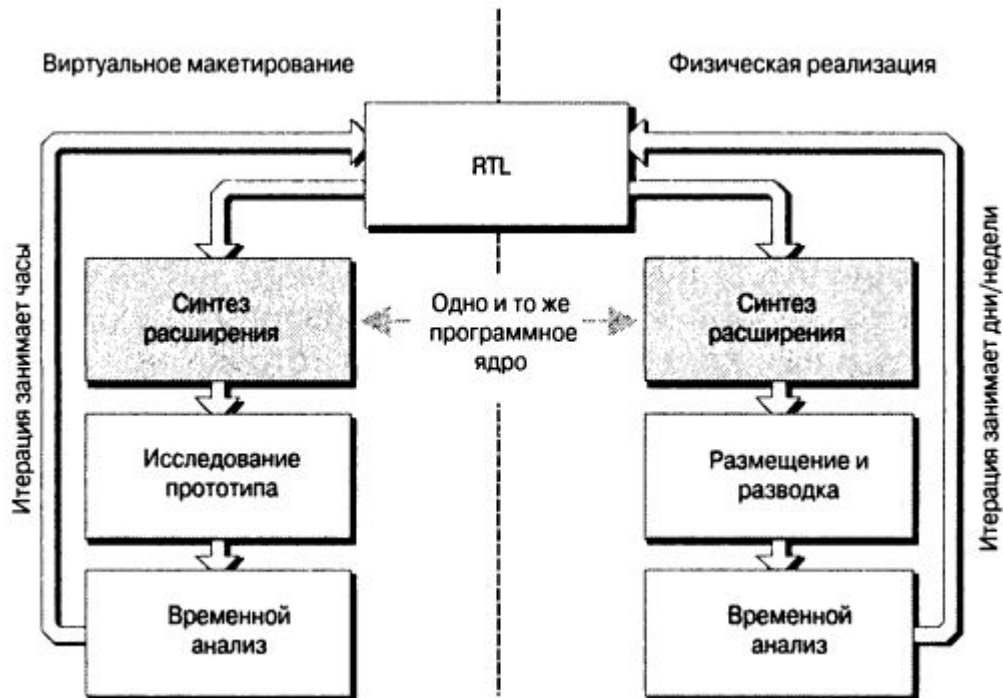 Виртуальное макетирование
Физическая реализация
RTL
Итерация занимает часы
Синтез
расширения
Одно и то же
программное
ядро
Синтез
расширения
Итерация занимает дни/недели
Исследование
прототипа
Размещение и
разводка
Временной
анализ
Временной
анализ